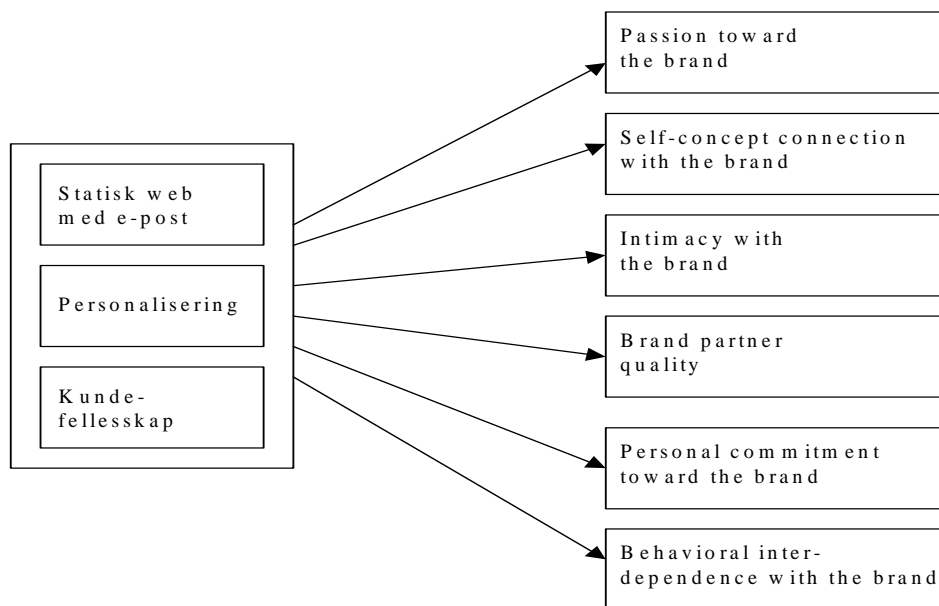 Statisk web
med e-post
Personalisering
Kunde-
fellesskap
Passion toward
the brand
Self-concept connection
with the brand
Intimacy with
the brand
Brand partner
quality
Personal commitment
toward the brand
Behavioral inter-
dependence with the brand